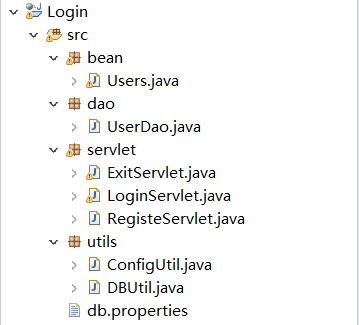 Login
src
bean
Users.java
dao
UserDao.java
servlet
ExitServlet.java
LoginServlet.java
RegisteServlet.java
utils
ConfigUtil.java
DBUtil.java
db.properties